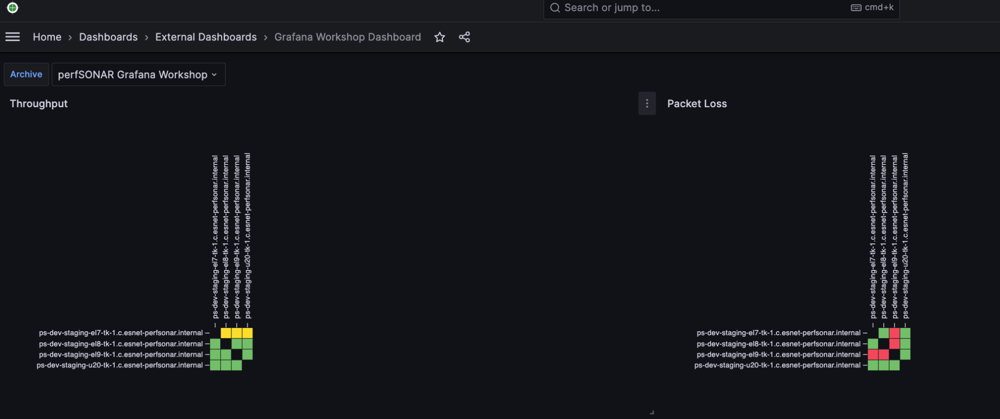 Search or jump to...
cmd+k
Home › Dashboards › External Dashboards › Grafana Workshop Dashboard
Archive
perfSONAR Grafana Workshop
Throughput
Packet Loss
ps-dev-staging-el7-tk-1.c.esnet-perfsonar.internal
ps-dev-staging-el8-tk-1.c.esnet-perfsonar.internal
ps-dev-staging-el9-tk-1.c.esnet-perfsonar.internal
ps-dev-staging-u20-tk-1.c.esnet-perfsonar.internal
ps-dev-staging-el7-tk-1.c.esnet-perfsonar.internal
ps-dev-staging-el8-tk-1.c.esnet-perfsonar.internal
ps-dev-staging-el9-tk-1.c.esnet-perfsonar.internal
ps-dev-staging-u20-tk-1.c.esnet-perfsonar.internal
ps-dev-staging-el7-tk-1.c.esnet-perfsonar.internal
ps-dev-staging-el8-tk-1.c.esnet-perfsonar.internal
ps-dev-staging-el9-tk-1.c.esnet-perfsonar.internal
ps-dev-staging-u20-tk-1.c.esnet-perfsonar.internal
ps-dev-staging-el7-tk-1.c.esnet-perfsonar.internal
ps-dev-staging-el8-tk-1.c.esnet-perfsonar.internal
ps-dev-staging-el9-tk-1.c.esnet-perfsonar.internal
ps-dev-staging-u20-tk-1.c.esnet-perfsonar.internal